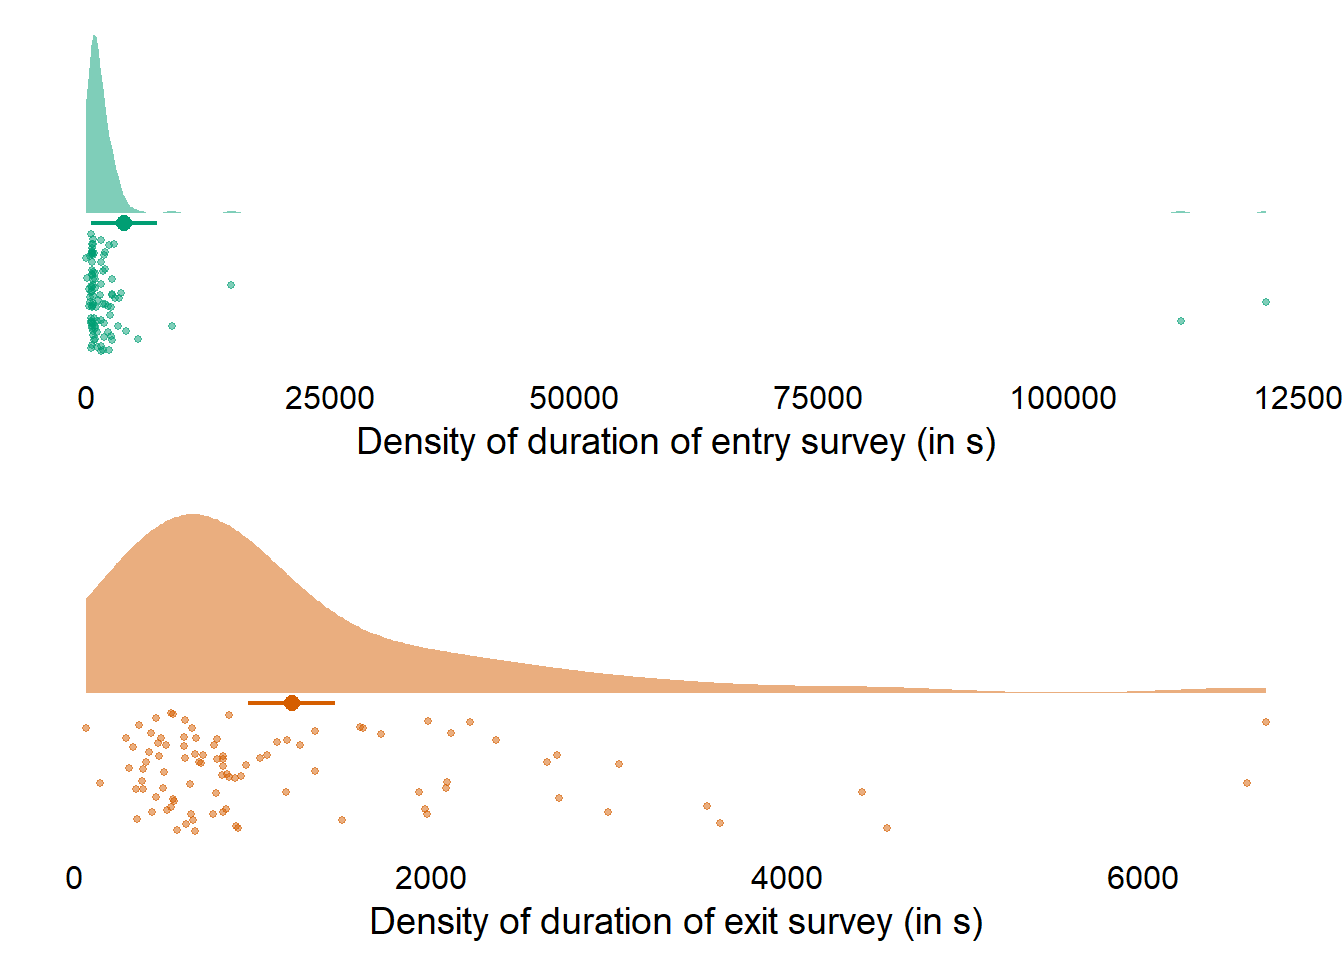 0 25000 50000 75000 100000 12500
Density of duration of entry survey (in s)
0 2000 4000 6000
Density of duration of exit survey (in s)